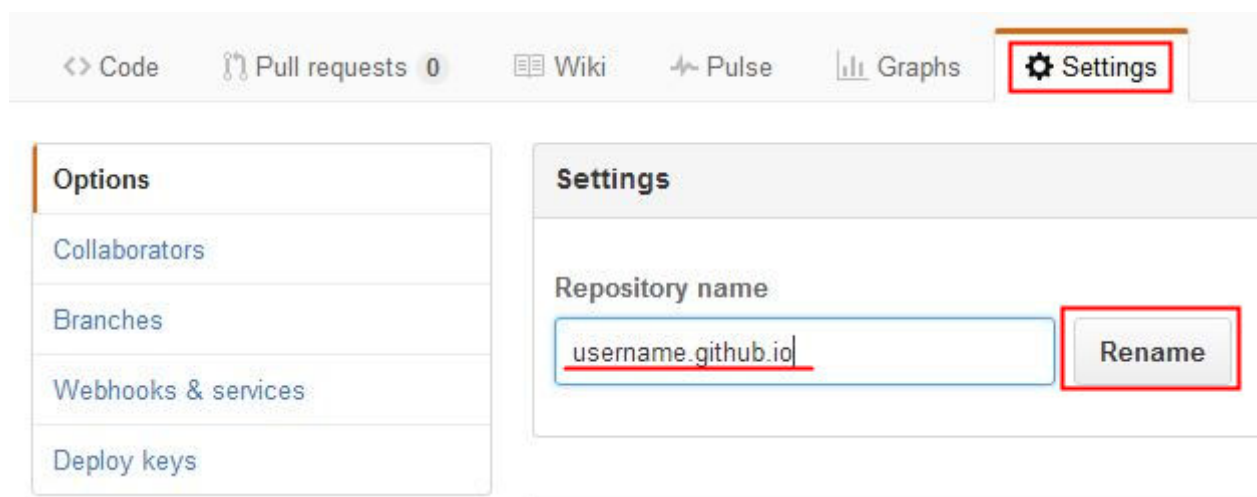 <> Code Pull requests 0 Wiki Pulse Graphs Settings
Options
Collaborators
Branches
Webhooks & services
Deploy keys
Settings
Repository name
username.github.io Rename